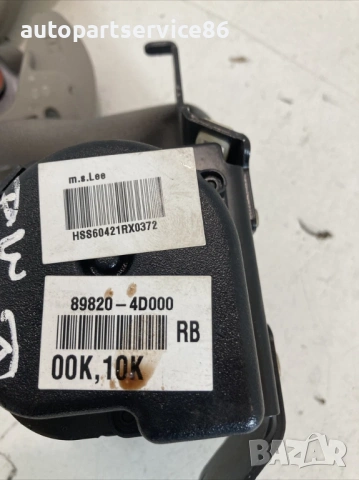 autopartservice86
m.s.Lee
HSS60421RX0372
89820-4D000
RB
00K,10K
BAZAR